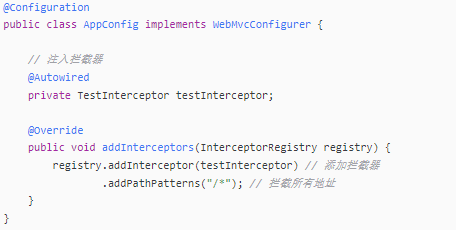 @Configuration
public class AppConfig implements WebMvcConfigurer {
// 注入拦截器
@Autowired
private TestInterceptor testInterceptor;
@Override
public void addInterceptors(InterceptorRegistry registry) {
registry.addInterceptor(testInterceptor) // 添加拦截器
.addPathPatterns("/*"); // 拦截所有地址
}
}